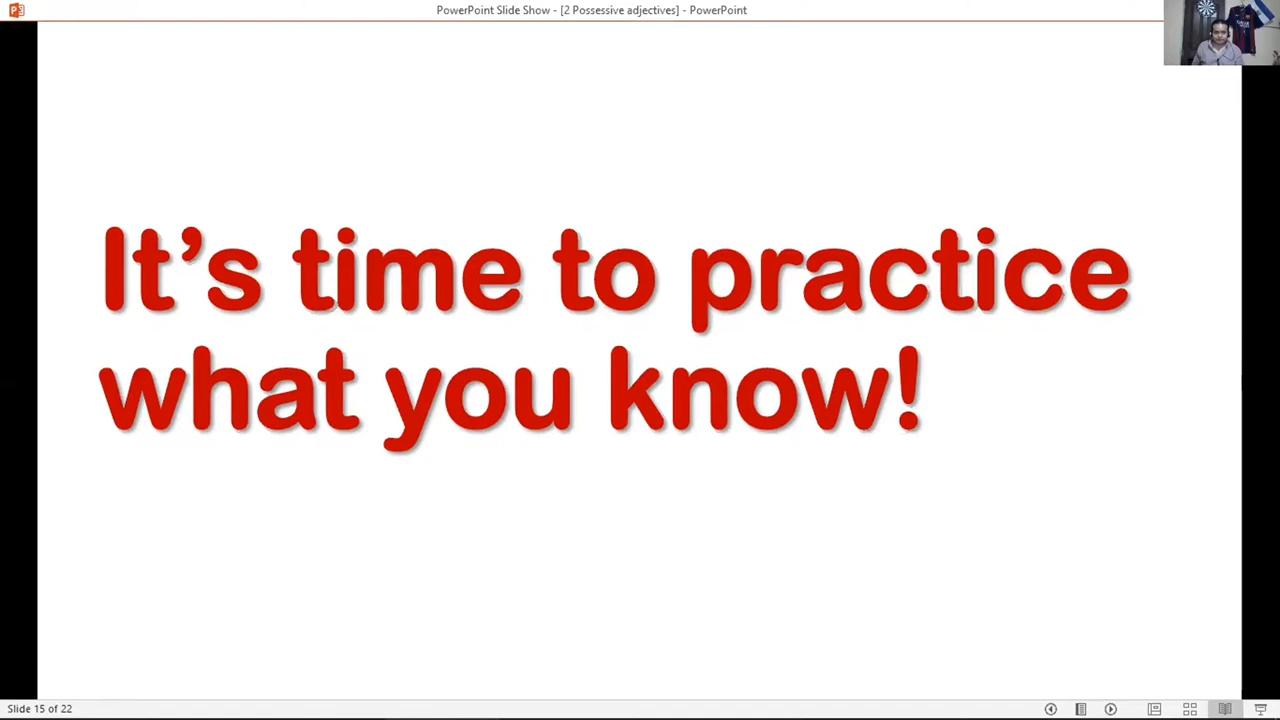 PowerPoint Slide Show - [2 Possessive adjectives] - PowerPoint
It’s time to practice
what you know!
Slide 15 of 22